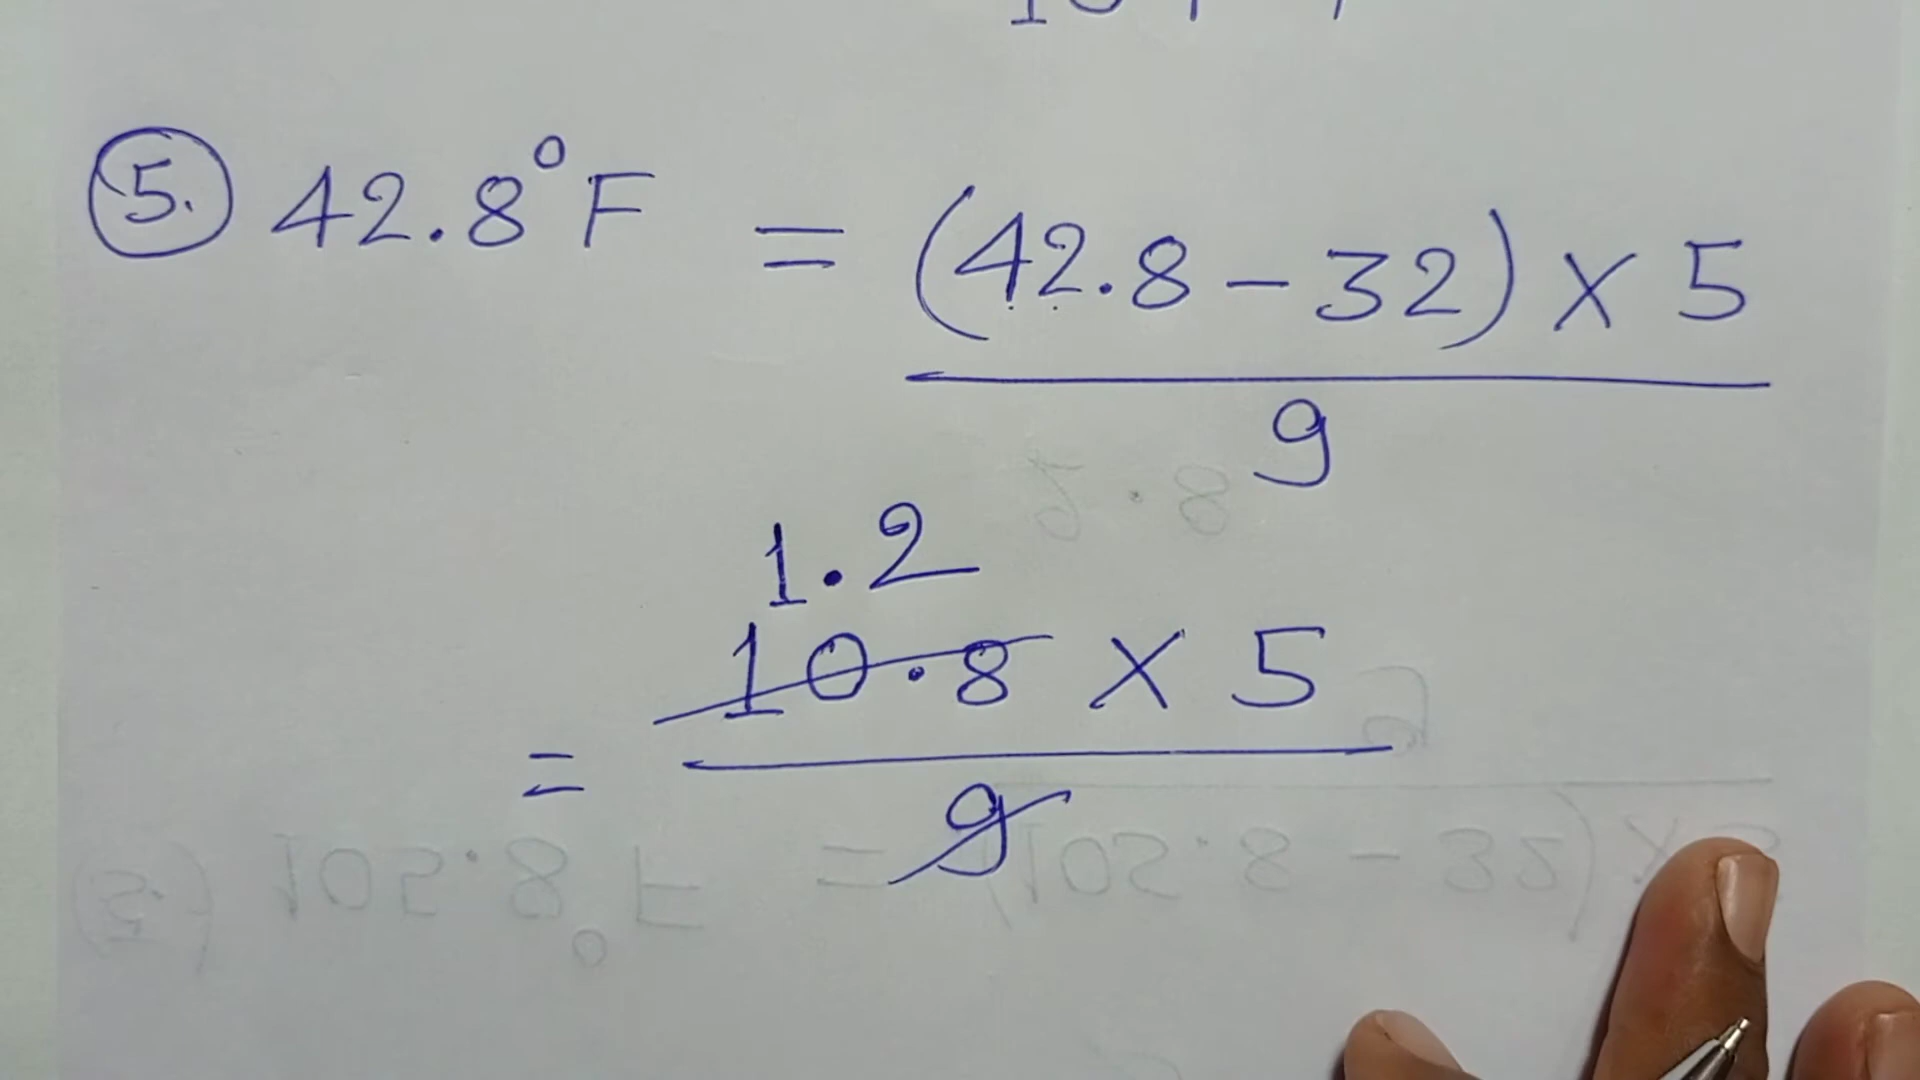 5. 42.8°F = (42.8 - 32) × 5
9
1.2
= 10.8 × 5
9